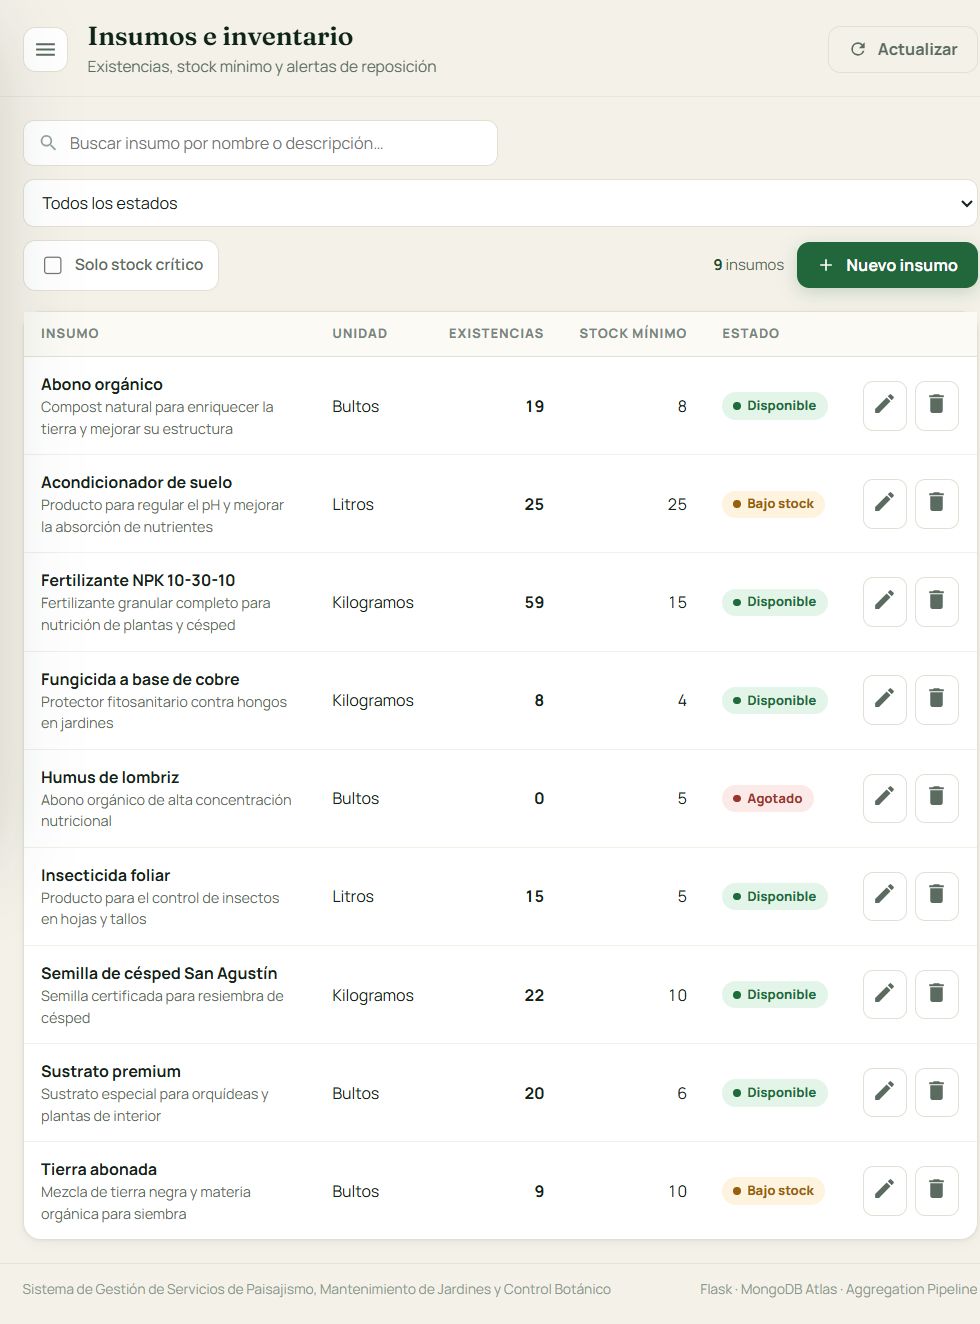 Insumos e inventario
Existencias, stock mínimo y alertas de reposición
Actualizar
Buscar insumo por nombre o descripción...
Todos los estados
Solo stock crítico
9 insumos
Nuevo insumo
INSUMO UNIDAD EXISTENCIAS STOCK MÍNIMO ESTADO
Abono orgánico
Compost natural para enriquecer la
tierra y mejorar su estructura
Bultos 19 8 Disponible
Acondicionador de suelo
Producto para regular el pH y mejorar
la absorción de nutrientes
Litros 25 25 Bajo stock
Fertilizante NPK 10-30-10
Fertilizante granular completo para
nutrición de plantas y césped
Kilogramos 59 15 Disponible
Fungicida a base de cobre
Protector fitosanitario contra hongos
en jardines
Kilogramos 8 4 Disponible
Humus de lombriz
Abono orgánico de alta concentración
nutricional
Bultos 0 5 Agotado
Insecticida foliar
Producto para el control de insectos
en hojas y tallos
Litros 15 5 Disponible
Semilla de césped San Agustín
Semilla certificada para resiembra de
césped
Kilogramos 22 10 Disponible
Sustrato premium
Sustrato especial para orquídeas y
plantas de interior
Bultos 20 6 Disponible
Tierra abonada
Mezcla de tierra negra y materia
orgánica para siembra
Bultos 9 10 Bajo stock
Sistema de Gestión de Servicios de Paisajismo, Mantenimiento de Jardines y Control Botánico
Flask · MongoDB Atlas · Aggregation Pipeline